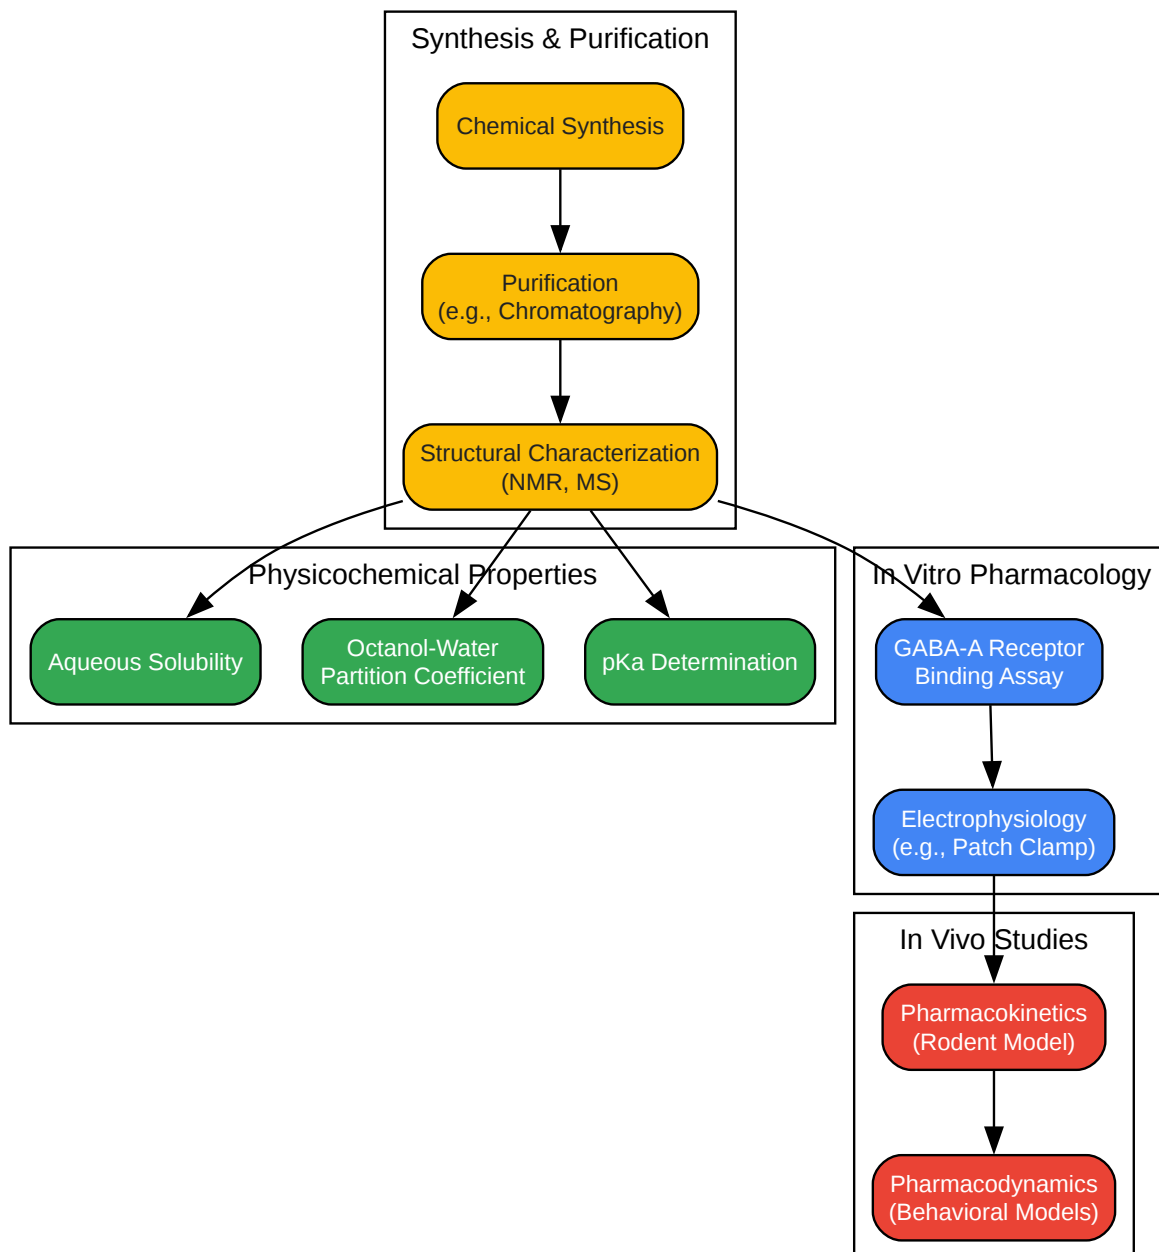 Synthesis & Purification
Chemical Synthesis
Purification
(e.g., Chromatography)
Structural Characterization
(NMR, MS)
Physicochemical Properties
Aqueous Solubility
Octanol-Water
Partition Coefficient
pKa Determination
In Vitro Pharmacology
GABA-A Receptor
Binding Assay
Electrophysiology
(e.g., Patch Clamp)
In Vivo Studies
Pharmacokinetics
(Rodent Model)
Pharmacodynamics
(Behavioral Models)